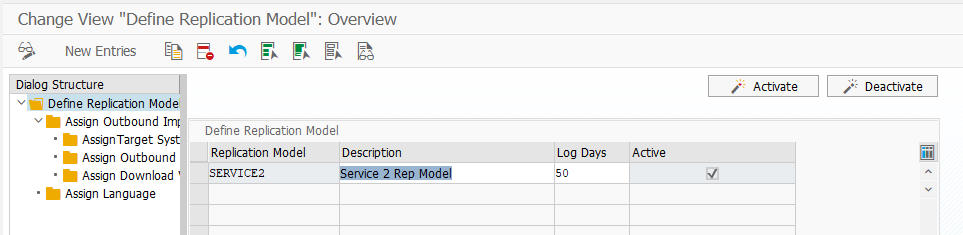 Change View "Define Replication Model": Overview
New Entries
Dialog Structure
Activate
Deactivate
Define Replication Mode
Assign Outbound Imp
AssignTarget Syst
Assign Outbound
Assign Download V
Assign Language
Define Replication Model
Replication Model Description Log Days Active
SERVICE2 Service 2 Rep Model 50